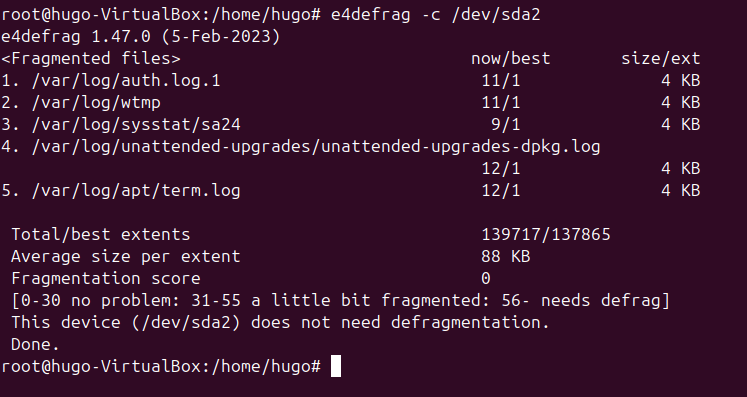 root@hugo-VirtualBox:/home/hugo# e4defrag -c /dev/sda2
e4defrag 1.47.0 (5-Feb-2023)
<Fragmented files>                             now/best       size/ext
1. /var/log/auth.log.1                          11/1              4 KB
2. /var/log/wtmp                                11/1              4 KB
3. /var/log/sysstat/sa24                         9/1              4 KB
4. /var/log/unattended-upgrades/unattended-upgrades-dpkg.log
                                                12/1              4 KB
5. /var/log/apt/term.log                        12/1              4 KB

 Total/best extents                             139717/137865
 Average size per extent                        88 KB
 Fragmentation score                            0
 [0-30 no problem: 31-55 a little bit fragmented: 56- needs defrag]
 This device (/dev/sda2) does not need defragmentation.
 Done.
root@hugo-VirtualBox:/home/hugo#